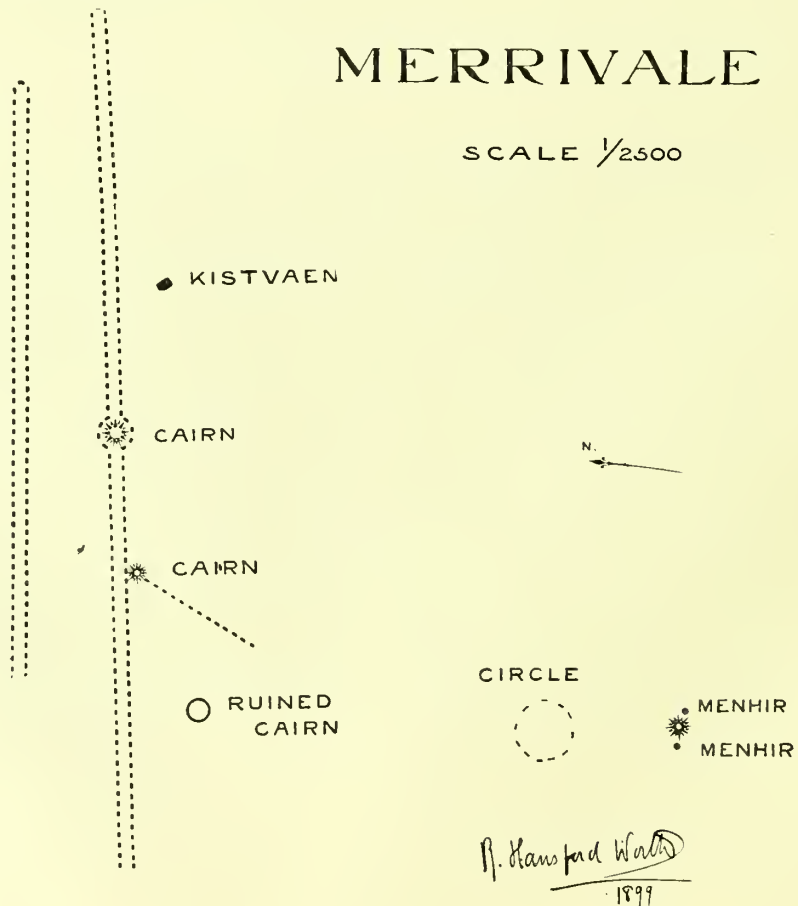 MERRIVALE
SCALE 1/2500
KISTVAEN
CAIRN
N.
CAIRN
CIRCLE
RUINED
CAIRN
MENHIR
MENHIR
R. Hansford Worth
1899